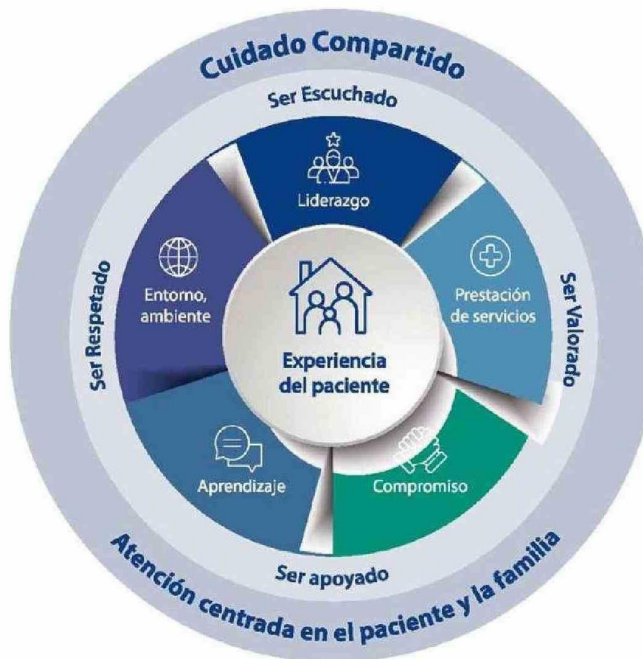 Cuidado Compartido
Ser Escuchado
Liderazgo
Ser Respetado
Entorno,
ambiente
Prestación
de servicios
Ser Valorado
Experiencia
del paciente
Aprendizaje
Compromiso
Ser apoyado
Atención centrada en el paciente y la familia